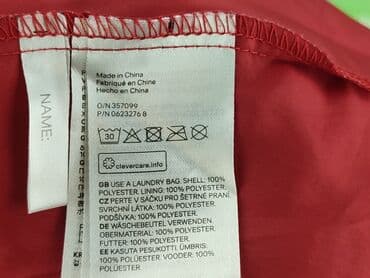 NAME:
Made in China
Fabriqué en Chine
Hecho en China
O/N 357099
P/N 0623276 8
30
clevercare.info
GB USE A LAUNDRY BAG. SHELL: 100%
POLYESTER. LINING: 100% POLYESTER.
CZ PERTE V SÁČKU PRO ŠETRNÉ PRANÍ.
SVRCHNÍ LÁTKA: 100% POLYESTER.
PODŠÍVKA: 100% POLYESTER.
DE WÄSCHEBEUTEL VERWENDEN.
OBERMATERIAL: 100% POLYESTER.
FUTTER: 100% POLYESTER.
EE KASUTA PESUKOTTI. ÜMBRIS:
100% POLÜESTER. VOODER: 100%
POLÜESTER.